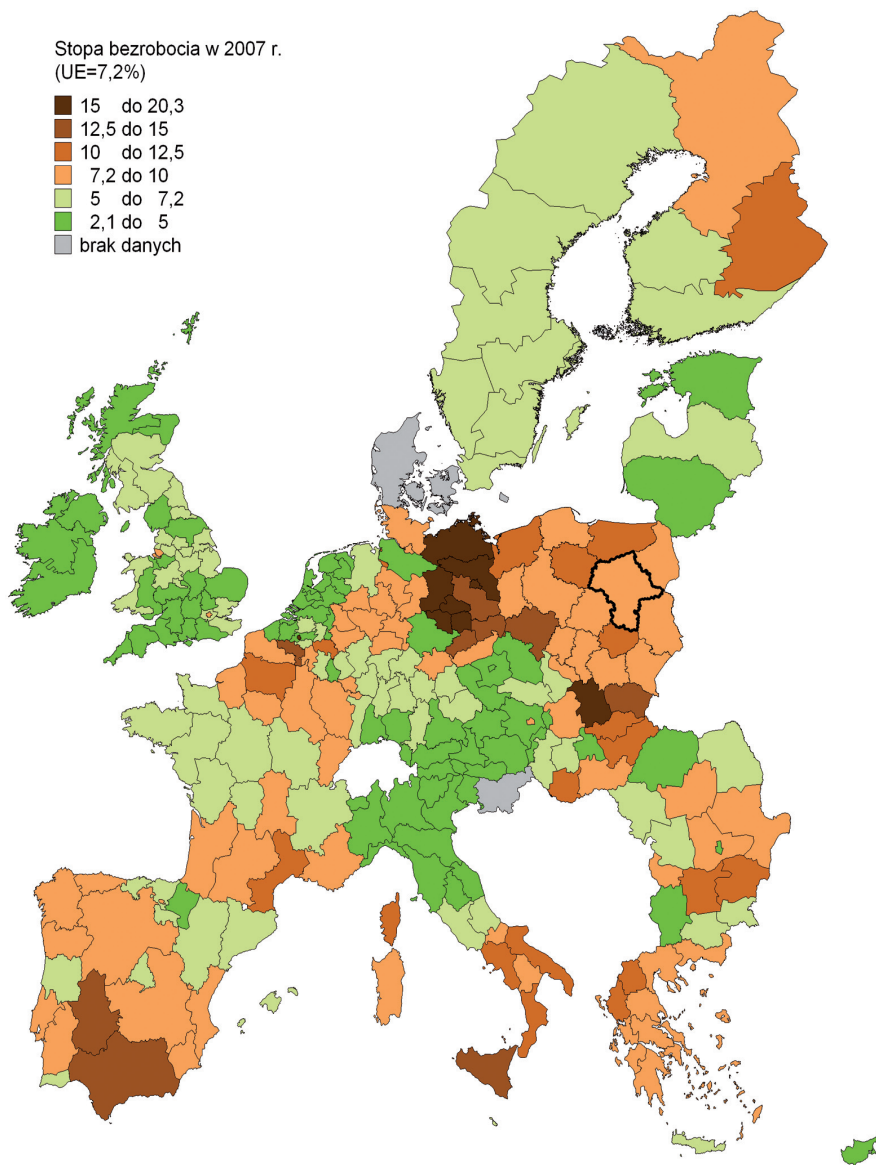 Stopa bezrobocia w 2007 r.
(UE=7,2%)
15 do 20,3
12,5 do 15
10 do 12,5
7,2 do 10
5 do 7,2
2,1 do 5
brak danych